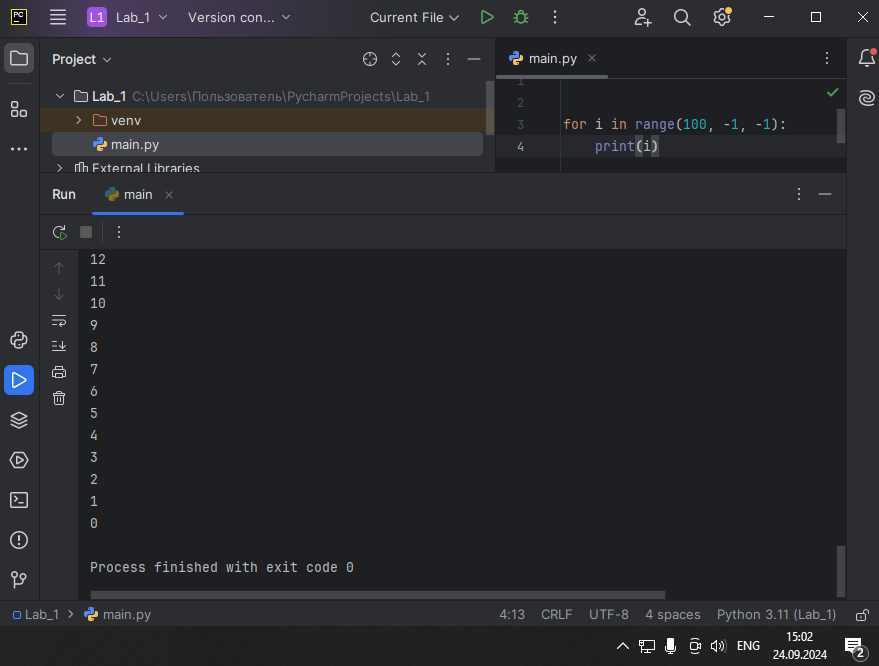 PC L1 Lab_1 Version con... Current File
Project
main.py
Lab_1 C:\Users\Пользователь\PycharmProjects\Lab_1
venv
main.py
External Libraries
1
2
3 for i in range(100, -1, -1):
4 print(i)
Run main
12
11
10
9
8
7
6
5
4
3
2
1
0
Process finished with exit code 0
Lab_1 main.py 4:13 CRLF UTF-8 4 spaces Python 3.11 (Lab_1)
ENG 15:02
24.09.2024 2